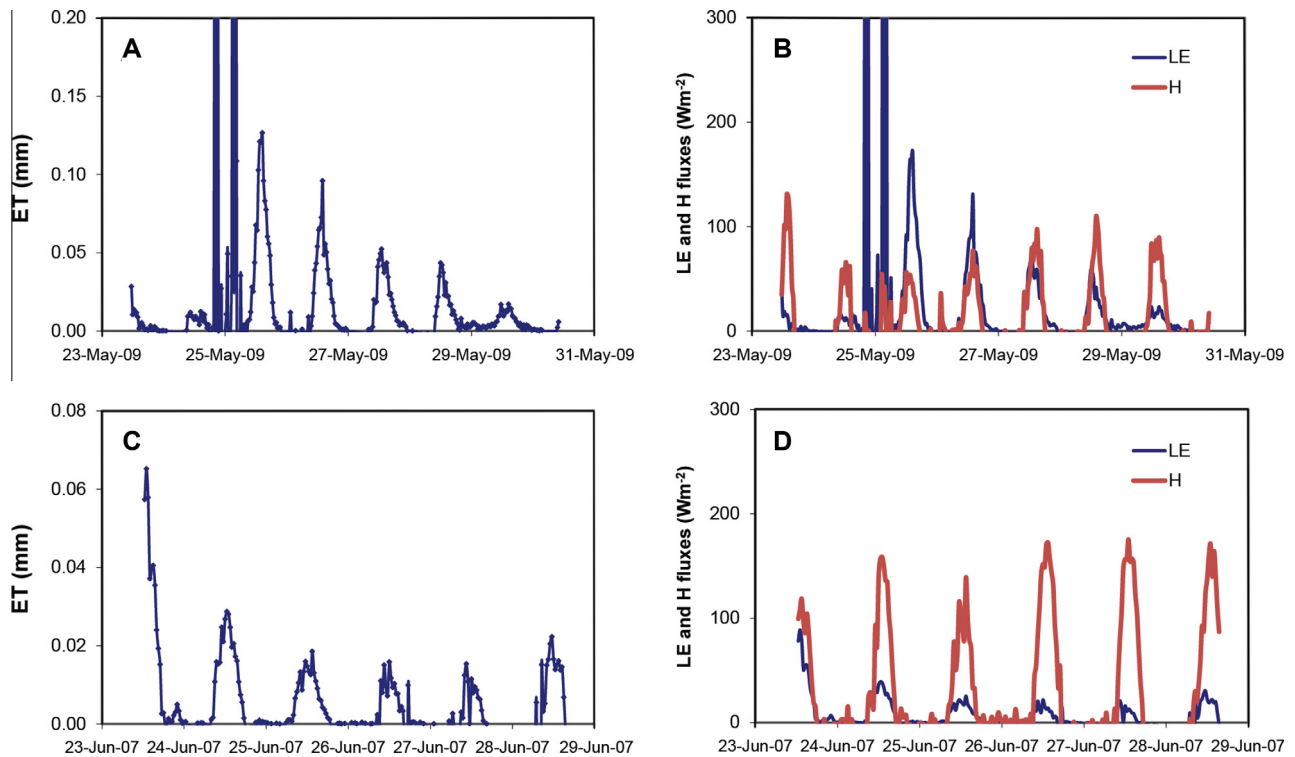 A
ET (mm)
0.20
0.15
0.10
0.05
0.00
23-May-09 25-May-09 27-May-09 29-May-09 31-May-09
B
LE and H fluxes (Wm-2)
300
200
100
0
LE
H
23-May-09 25-May-09 27-May-09 29-May-09 31-May-09
C
ET (mm)
0.08
0.06
0.04
0.02
0.00
23-Jun-07 24-Jun-07 25-Jun-07 26-Jun-07 27-Jun-07 28-Jun-07 29-Jun-07
D
LE and H fluxes (Wm-2)
300
200
100
0
LE
H
23-Jun-07 24-Jun-07 25-Jun-07 26-Jun-07 27-Jun-07 28-Jun-07 29-Jun-07